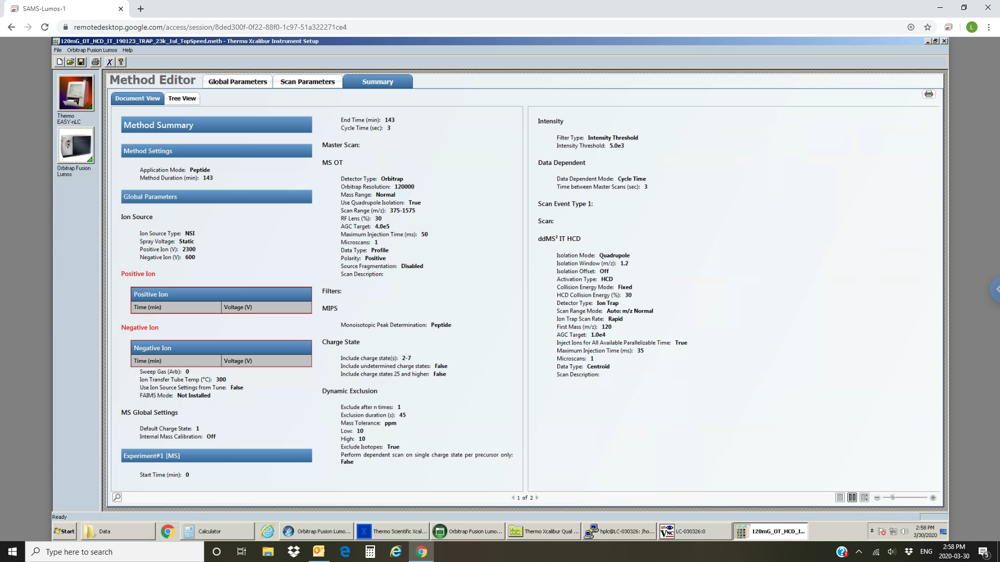 SAMS-Lumos-1
remotedesktop.google.com/access/session/8ded300f-0f22-88f0-1c97-51a322271ce4
L
120mG_OT_HCD_IT_190123_TRAP_23k_1ul_TopSpeed.meth - Thermo Xcalibur Instrument Setup
File Orbitrap Fusion Lumos Help
Thermo
EASY-nLC
Orbitrap Fusion
Lumos
Method Editor
Global Parameters
Scan Parameters
Summary
Document View
Tree View
Method Summary
Method Settings
Application Mode: Peptide
Method Duration (min): 143
Global Parameters
Ion Source
Ion Source Type: NSI
Spray Voltage: Static
Positive Ion (V): 2300
Negative Ion (V): 600
Positive Ion
Positive Ion
Time (min) Voltage (V)
Negative Ion
Negative Ion
Time (min) Voltage (V)
Sweep Gas (Arb): 0
Ion Transfer Tube Temp (°C): 300
Use Ion Source Settings from Tune: False
FAIMS Mode: Not Installed
MS Global Settings
Default Charge State: 1
Internal Mass Calibration: Off
Experiment#1 [MS]
Start Time (min): 0
End Time (min): 143
Cycle Time (sec): 3
Master Scan:
MS OT
Detector Type: Orbitrap
Orbitrap Resolution: 120000
Mass Range: Normal
Use Quadrupole Isolation: True
Scan Range (m/z): 375-1575
RF Lens (%): 30
AGC Target: 4.0e5
Maximum Injection Time (ms): 50
Microscans: 1
Data Type: Profile
Polarity: Positive
Source Fragmentation: Disabled
Scan Description:
Filters:
MIPS
Monoisotopic Peak Determination: Peptide
Charge State
Include charge state(s): 2-7
Include undetermined charge states: False
Include charge states 25 and higher: False
Dynamic Exclusion
Exclude after n times: 1
Exclusion duration (s): 45
Mass Tolerance: ppm
Low: 10
High: 10
Exclude Isotopes: True
Perform dependent scan on single charge state per precursor only:
False
Intensity
Filter Type: Intensity Threshold
Intensity Threshold: 5.0e3
Data Dependent
Data Dependent Mode: Cycle Time
Time between Master Scans (sec): 3
Scan Event Type 1:
Scan:
ddMS² IT HCD
Isolation Mode: Quadrupole
Isolation Window (m/z): 1.2
Isolation Offset: Off
Activation Type: HCD
Collision Energy Mode: Fixed
HCD Collision Energy (%): 30
Detector Type: Ion Trap
Scan Range Mode: Auto: m/z Normal
Ion Trap Scan Rate: Rapid
First Mass (m/z): 120
AGC Target: 1.0e4
Inject Ions for All Available Parallelizable Time: True
Maximum Injection Time (ms): 35
Microscans: 1
Data Type: Centroid
Scan Description:
1 of 2
Ready
Start
Data
Calculator
Orbitrap Fusion Lumo...
Thermo Scientific Xcal...
Orbitrap Fusion Lumo...
Thermo Xcalibur Qual ...
hplc@LC-030326: /ho...
VNC
LC-030326:0
120mG_OT_HCD_I...
2:58 PM
3/30/2020
Type here to search
ENG
2:58 PM
2020-03-30
5